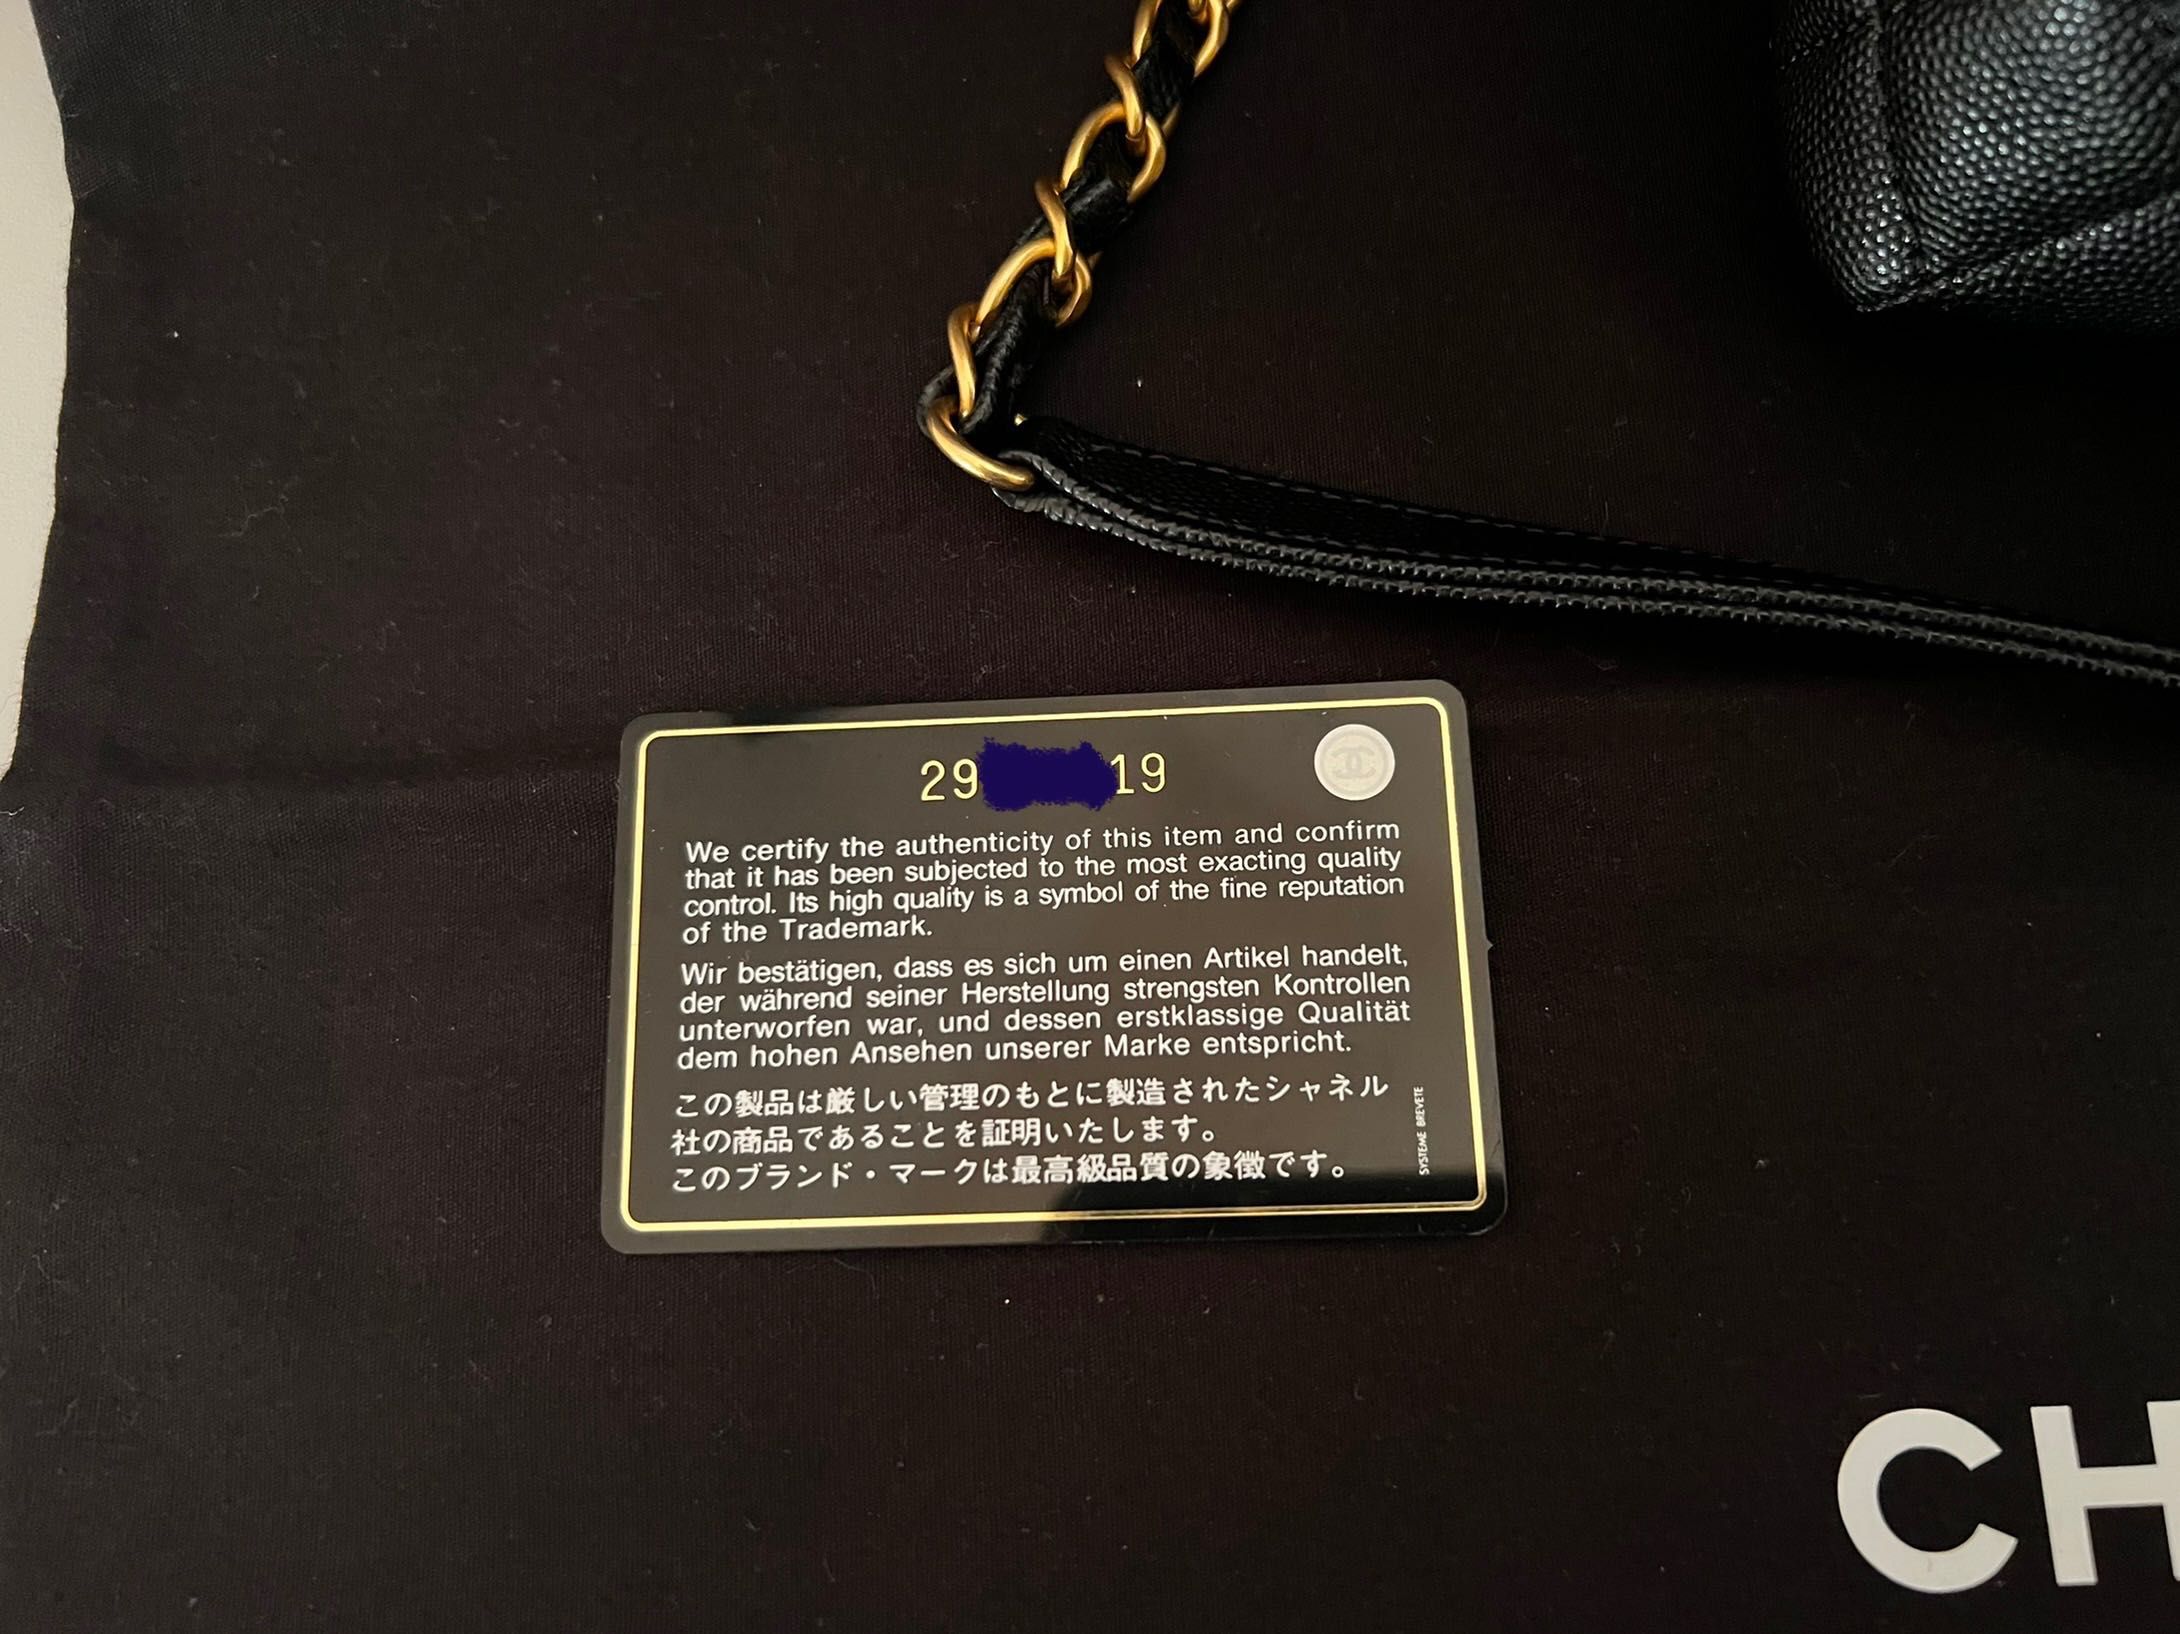 29 19
We certify the authenticity of this item and confirm
that it has been subjected to the most exacting quality
control. Its high quality is a symbol of the fine reputation
of the Trademark.
Wir bestätigen, dass es sich um einen Artikel handelt,
der während seiner Herstellung strengsten Kontrollen
unterworfen war, und dessen erstklassige Qualität
dem hohen Ansehen unserer Marke entspricht.
この製品は厳しい管理のもとに製造されたシャネル
社の商品であることを証明いたします。
このブランド・マークは最高級品質の象徴です。
SYSTEME BREVETE
CH